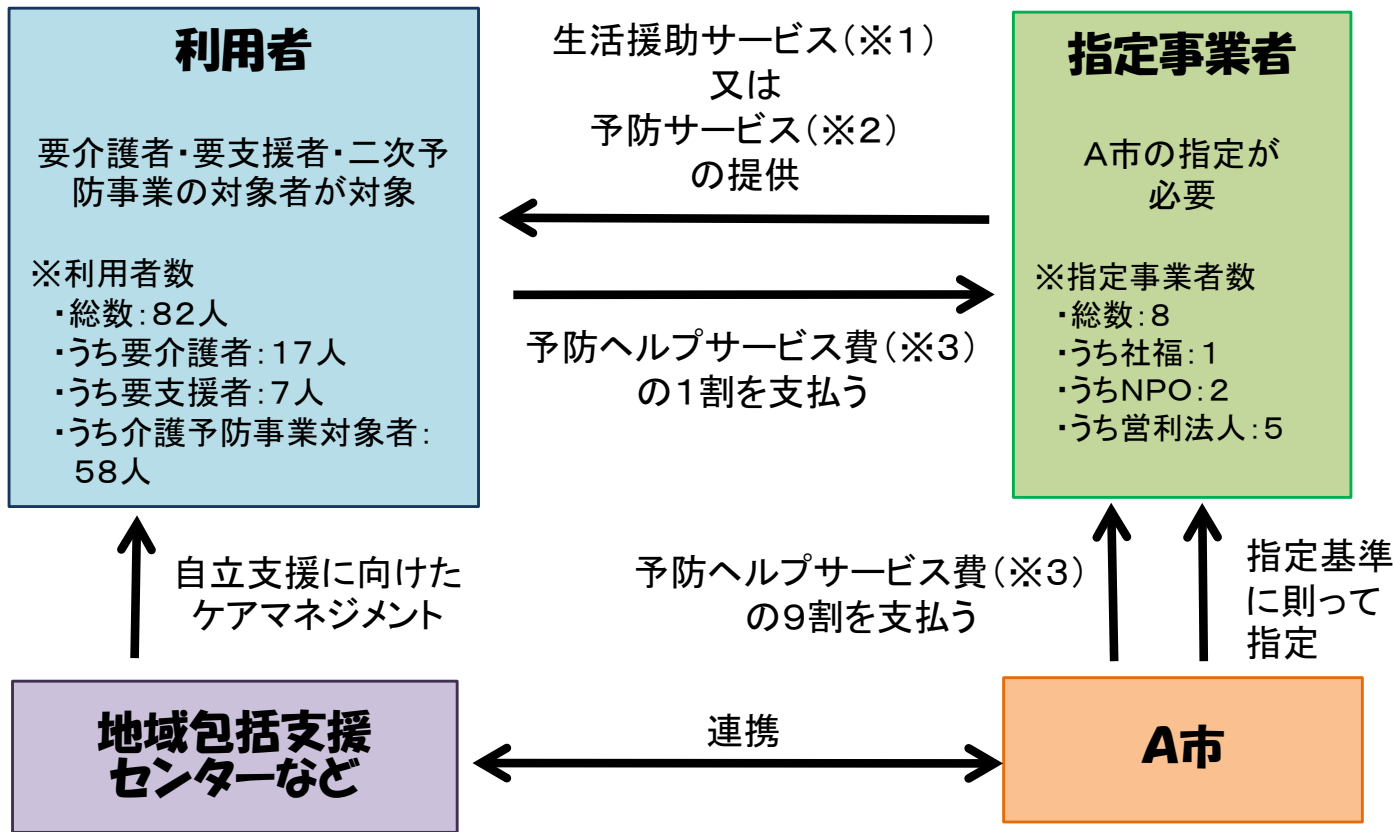 利用者
要介護者・要支援者・二次予
防事業の対象者が対象
※利用者数
・総数：８２人
・うち要介護者：１７人
・うち要支援者：７人
・うち介護予防事業対象者：
５８人
生活援助サービス（※１）
又は
予防サービス（※２）
の提供
予防ヘルプサービス費（※３）
の１割を支払う
指定事業者
Ａ市の指定が
必要
※指定事業者数
・総数：８
・うち社福：１
・うちNPO：２
・うち営利法人：５
自立支援に向けた
ケアマネジメント
予防ヘルプサービス費（※３）
の９割を支払う
指定基準
に則って
指定
地域包括支援
センターなど
連携
A市